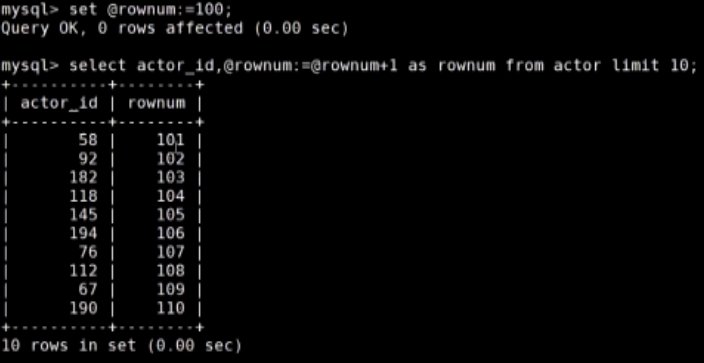 mysql> set @rownum:=100;
Query OK, 0 rows affected (0.00 sec)
mysql> select actor_id,@rownum:=@rownum+1 as rownum from actor limit 10;
+----------+--------+
| actor_id | rownum |
+----------+--------+
|       58 |    101 |
|       92 |    102 |
|      182 |    103 |
|      118 |    104 |
|      145 |    105 |
|      194 |    106 |
|       76 |    107 |
|      112 |    108 |
|       67 |    109 |
|      190 |    110 |
+----------+--------+
10 rows in set (0.00 sec)